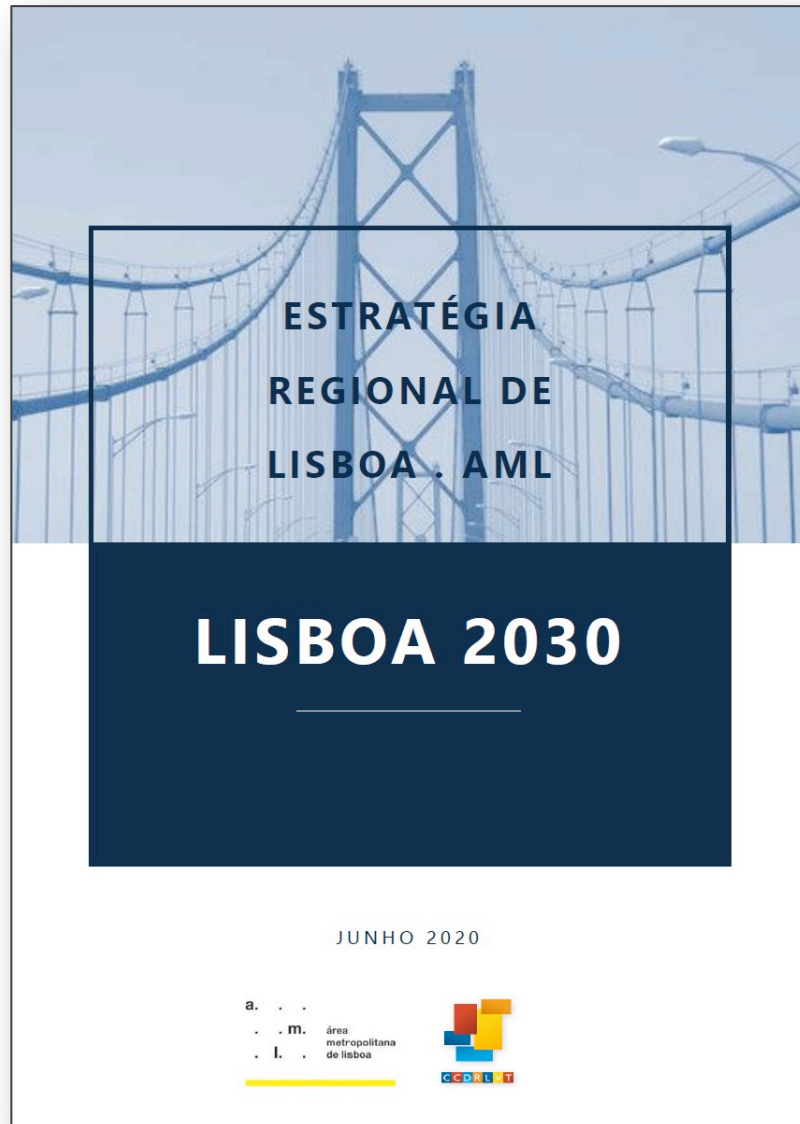 ESTRATÉGIA
REGIONAL DE
LISBOA . AML
LISBOA 2030
JUNHO 2020
a. . .
. . m.
. l. .
área
metropolitana
de lisboa
CCDRLVT